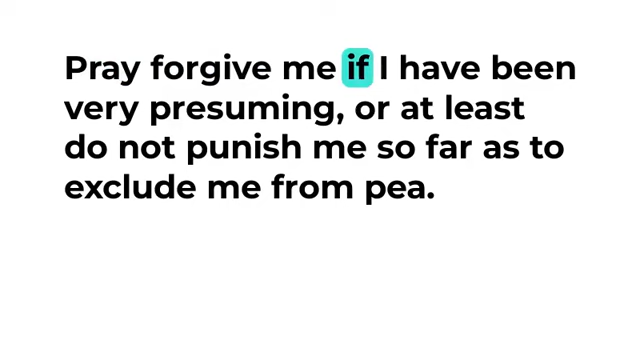 Pray forgive me if I have been
very presuming, or at least
do not punish me so far as to
exclude me from pea.